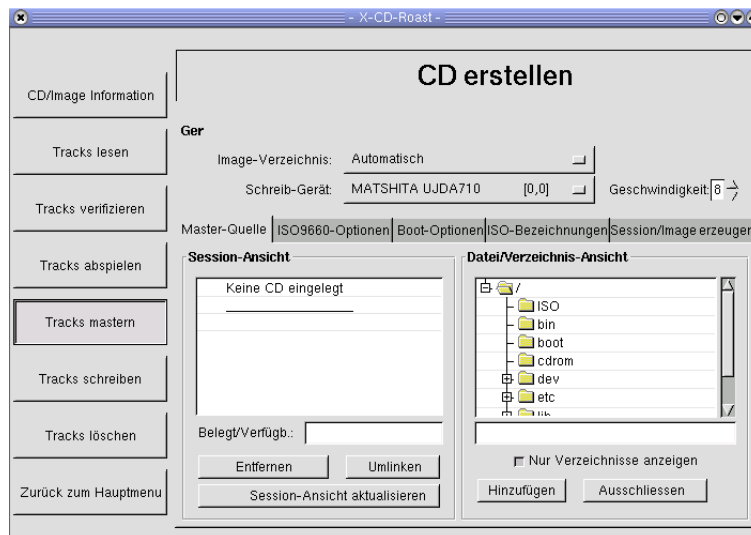 - X-CD-Roast -
CD erstellen
CD/Image Information
Tracks lesen
Tracks verifizieren
Tracks abspielen
Tracks mastern
Tracks schreiben
Tracks löschen
Zurück zum Hauptmenu
Ger
Image-Verzeichnis: Automatisch
Schreib-Gerät: MATSHITA UJDA710 [0,0] Geschwindigkeit: 8
Master-Quelle ISO9660-Optionen Boot-Optionen ISO-Bezeichnungen Session/Image erzeugen
Session-Ansicht
Keine CD eingelegt
Belegt/Verfügb.:
Entfernen Umlinken
Session-Ansicht aktualisieren
Datei/Verzeichnis-Ansicht
/
ISO
bin
boot
cdrom
dev
etc
lib
Nur Verzeichnisse anzeigen
Hinzufügen Ausschliessen